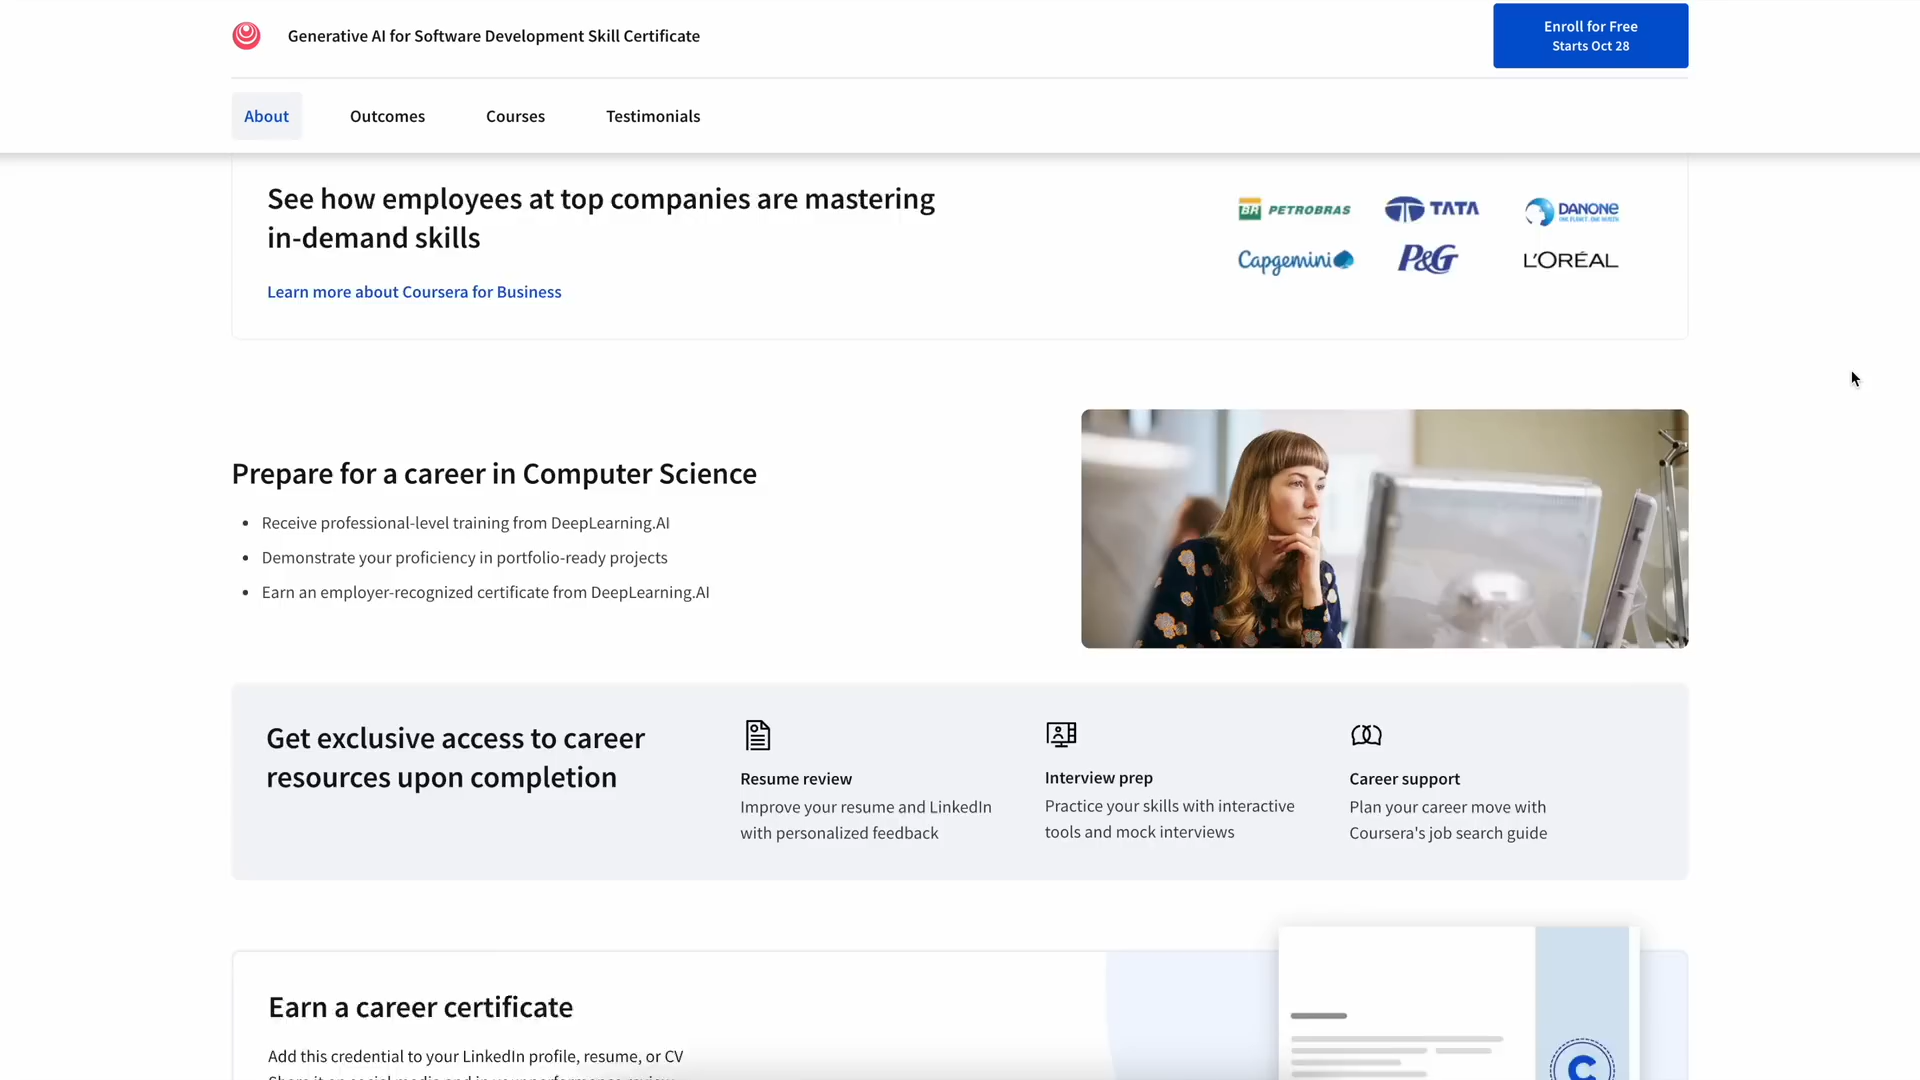 Generative AI for Software Development Skill Certificate
Enroll for Free
Starts Oct 28
About
Outcomes
Courses
Testimonials
See how employees at top companies are mastering
in-demand skills
Learn more about Coursera for Business
BR PETROBRAS
TATA
DANONE
ONE PLANET. ONE HEALTH
Capgemini
P&G
L'ORÉAL
Prepare for a career in Computer Science
• Receive professional-level training from DeepLearning.AI
• Demonstrate your proficiency in portfolio-ready projects
• Earn an employer-recognized certificate from DeepLearning.AI
Get exclusive access to career
resources upon completion
Resume review
Improve your resume and LinkedIn
with personalized feedback
Interview prep
Practice your skills with interactive
tools and mock interviews
Career support
Plan your career move with
Coursera's job search guide
Earn a career certificate
Add this credential to your LinkedIn profile, resume, or CV
Share it on social media and in your performance review
C